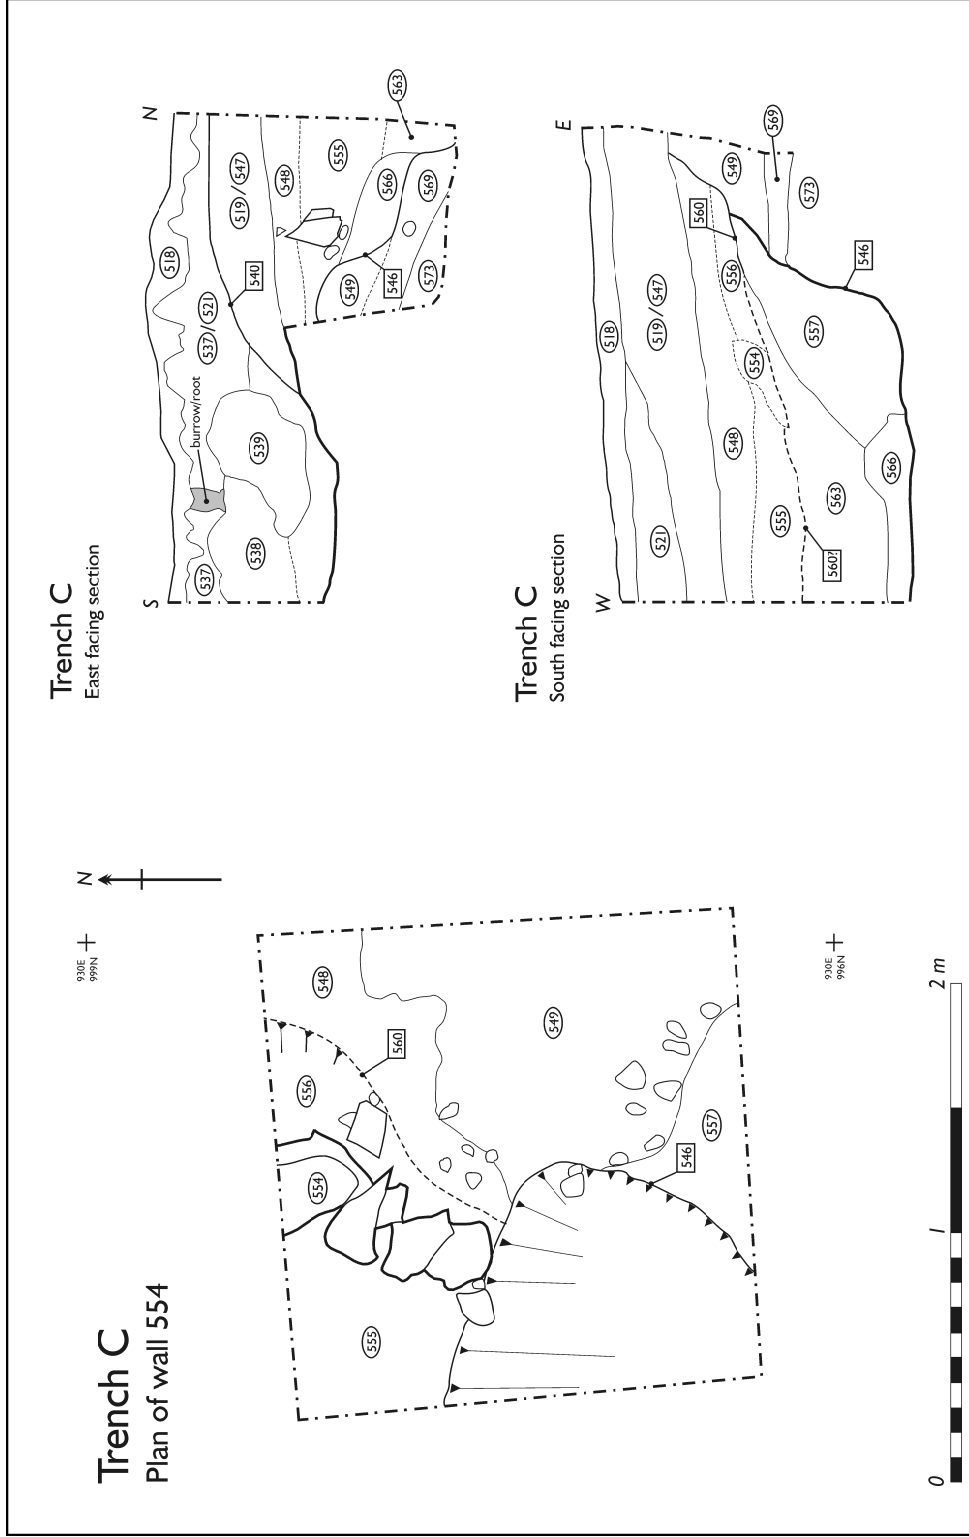 Trench C
Plan of wall 554
N
930E
999N
548
560
556
554
549
555
557
546
930E
996N
0
1
2 m
Trench C
East facing section
S
N
518
burrow/root
537
537/521
540
519/547
548
555
563
566
569
549
546
573
539
538
Trench C
South facing section
W
E
518
519/547
521
548
560
549
569
573
556
554
546
557
555
563
560?
566